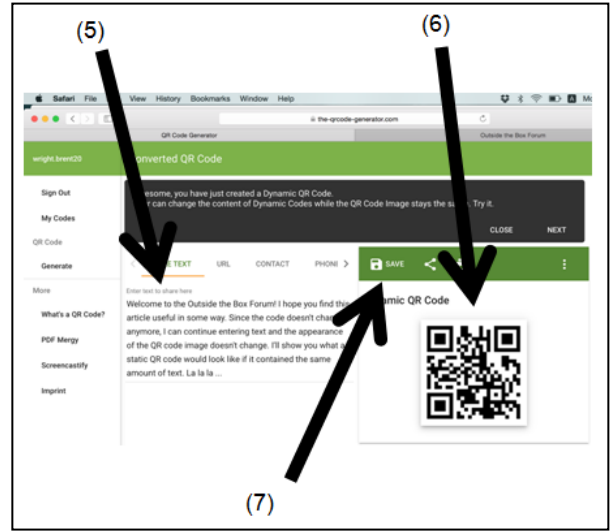 (5)
(6)
Safari File View History Bookmarks Window Help
the-qrcode-generator.com
QR Code Generator
Outside the Box Forum
wright.brent20
Converted QR Code
Sign Out
My Codes
QR Code
Generate
More
What's a QR Code?
PDF Mergy
Screencastify
Imprint
you have just created a Dynamic QR Code.
can change the content of Dynamic Codes while the QR Code Image stays the Try it.
CLOSE NEXT
TEXT URL CONTACT
Enter text to share here
Welcome to the Outside the Box Forum! I hope you find this
article useful in some way. Since the code doesn't
anymore, I can continue entering text and the appearance
of the QR code image doesn't change. I'll show you what a
static QR code would look like if it contained the same
amount of text. La la la ...
SAVE
QR Code
(7)